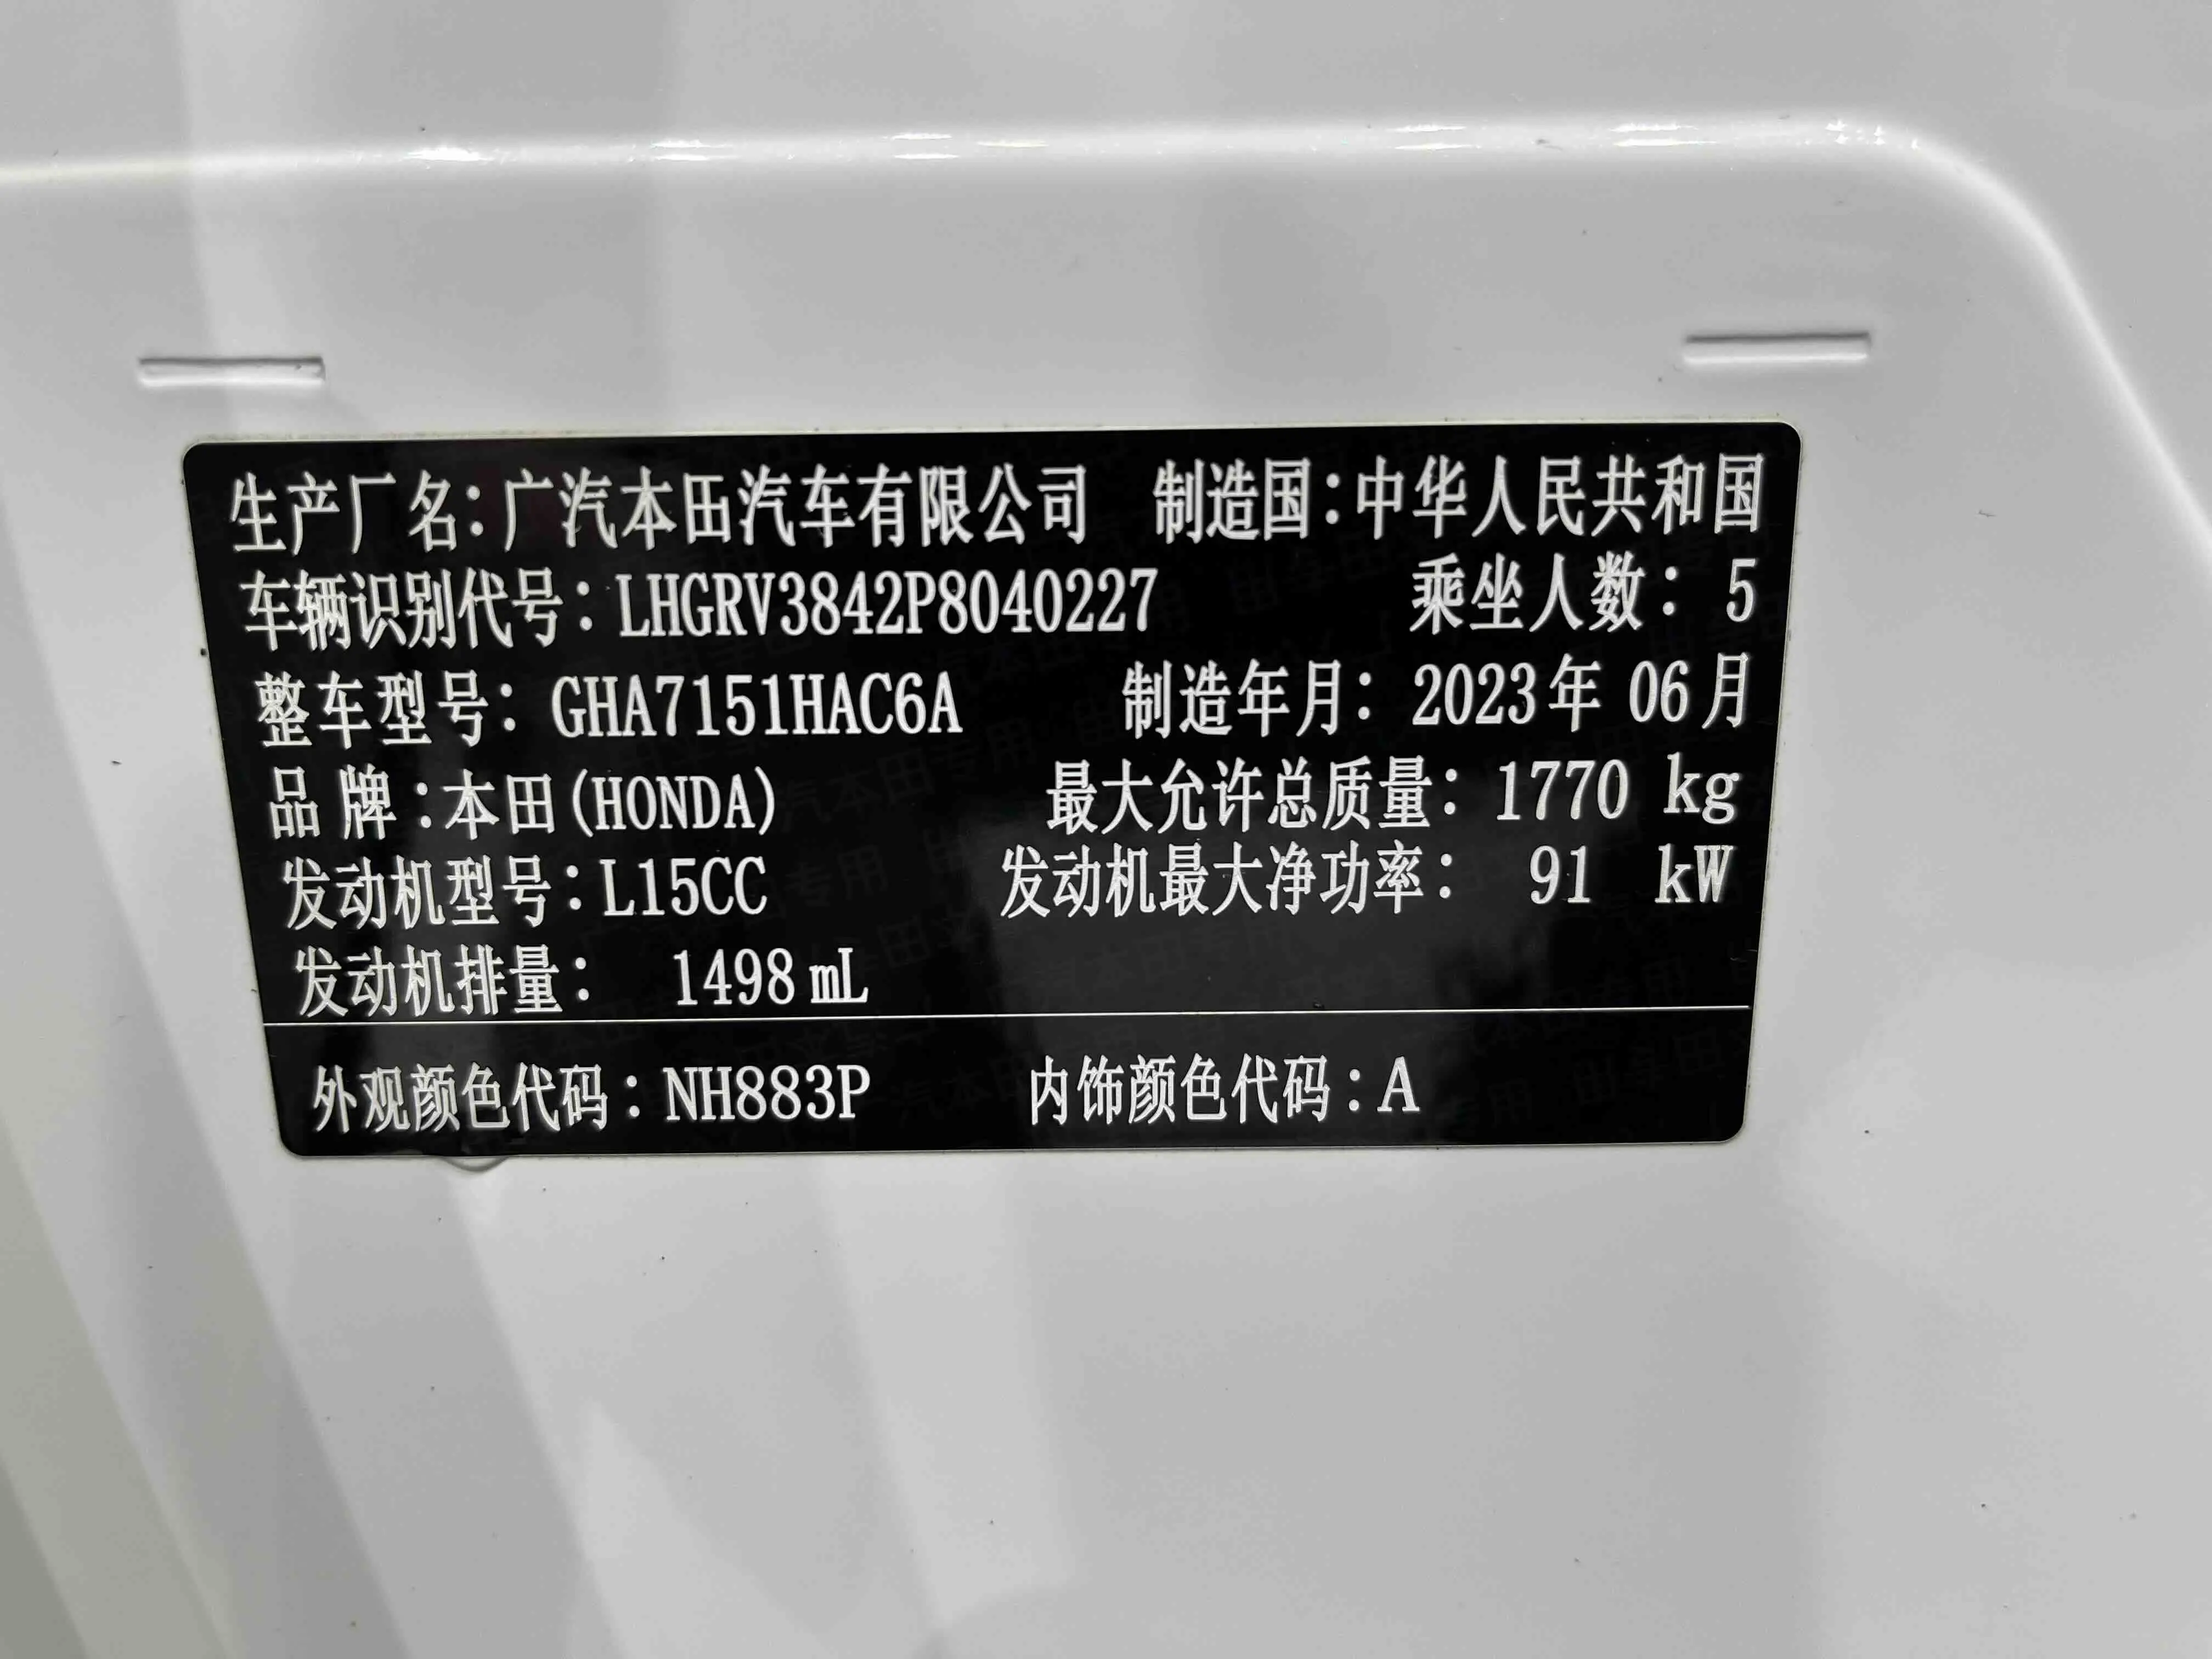 生产厂名:广汽本田汽车有限公司 制造国:中华人民共和国
车辆识别代号:LHGRV3842P8040227 乘坐人数: 5
整车型号: GHA7151HAC6A 制造年月: 2023年 06月
品牌:本田(HONDA) 最大允许总质量: 1770 kg
发动机型号:L15CC 发动机最大净功率: 91 kW
发动机排量: 1498mL
外观颜色代码:NH883P 内饰颜色代码:A